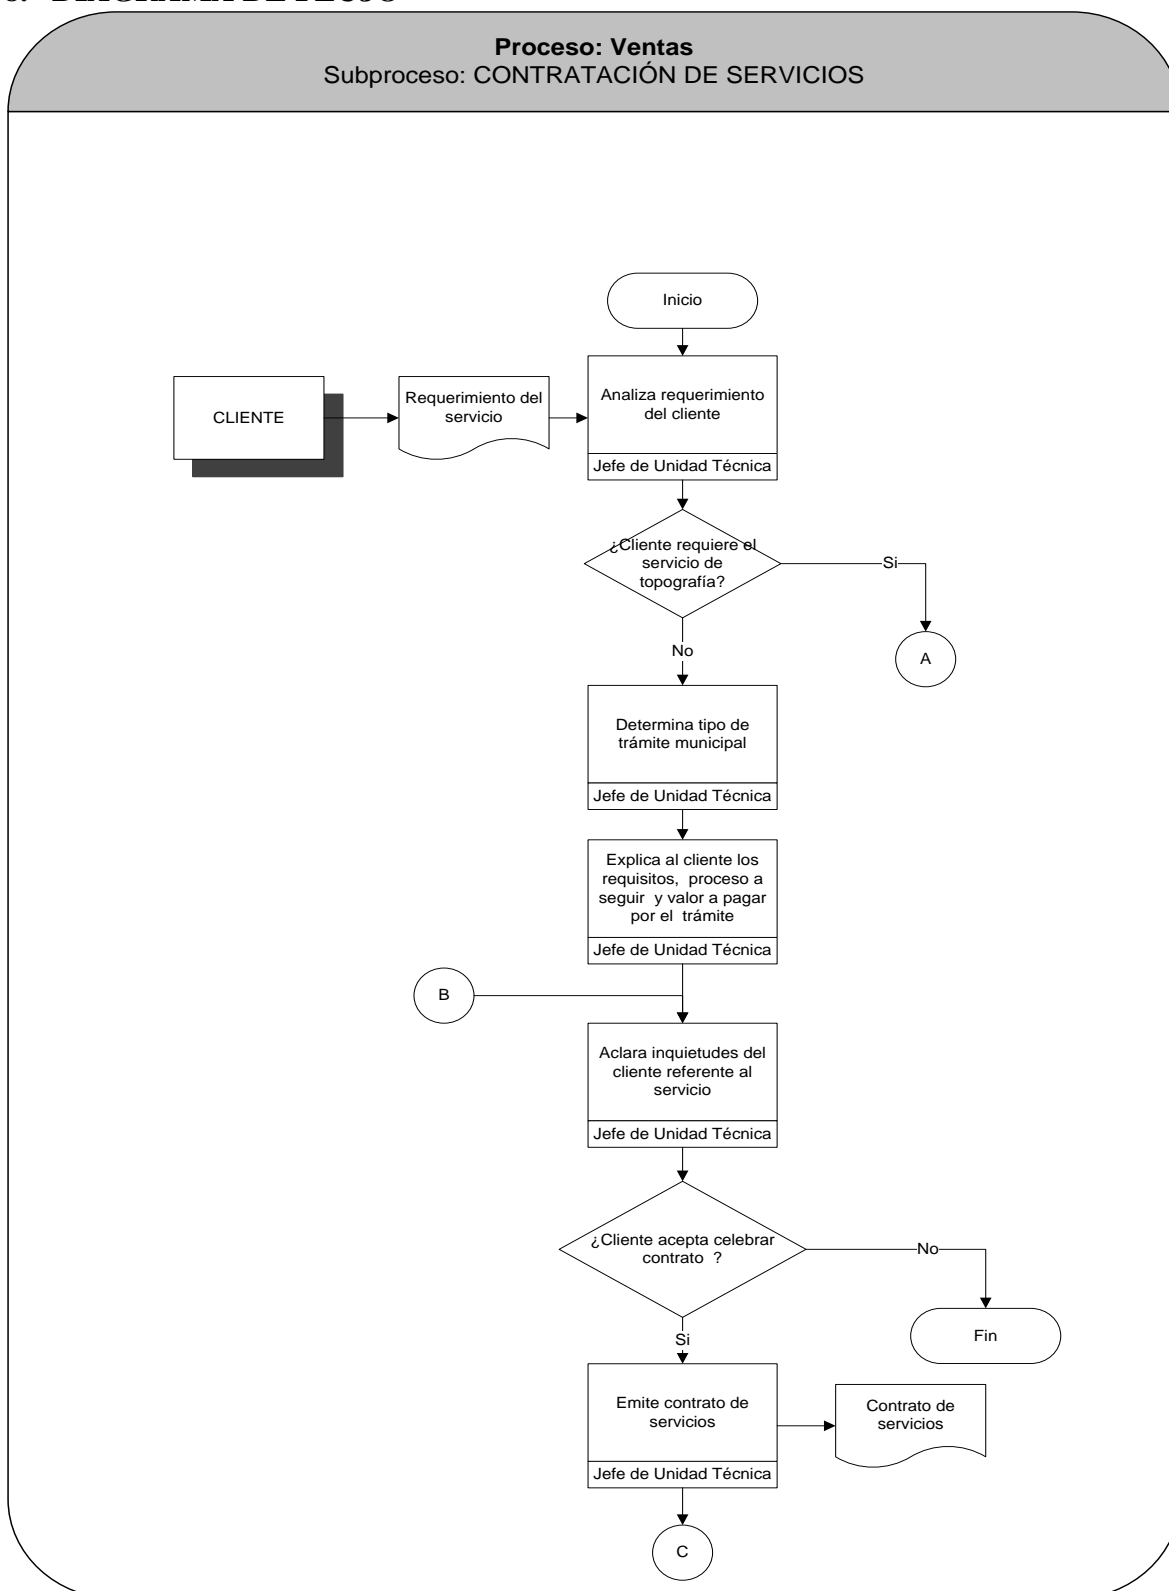 Proceso: Ventas
Subproceso: CONTRATACIÓN DE SERVICIOS
Inicio
CLIENTE
Requerimiento del
servicio
Analiza requerimiento
del cliente
Jefe de Unidad Técnica
¿Cliente requiere el
servicio de
topografía?
Si
A
No
Determina tipo de
trámite municipal
Jefe de Unidad Técnica
Explica al cliente los
requisitos, proceso a
seguir y valor a pagar
por el trámite
Jefe de Unidad Técnica
B
Aclara inquietudes del
cliente referente al
servicio
Jefe de Unidad Técnica
¿Cliente acepta celebrar
contrato ?
No
Fin
Si
Emite contrato de
servicios
Jefe de Unidad Técnica
Contrato de
servicios
C